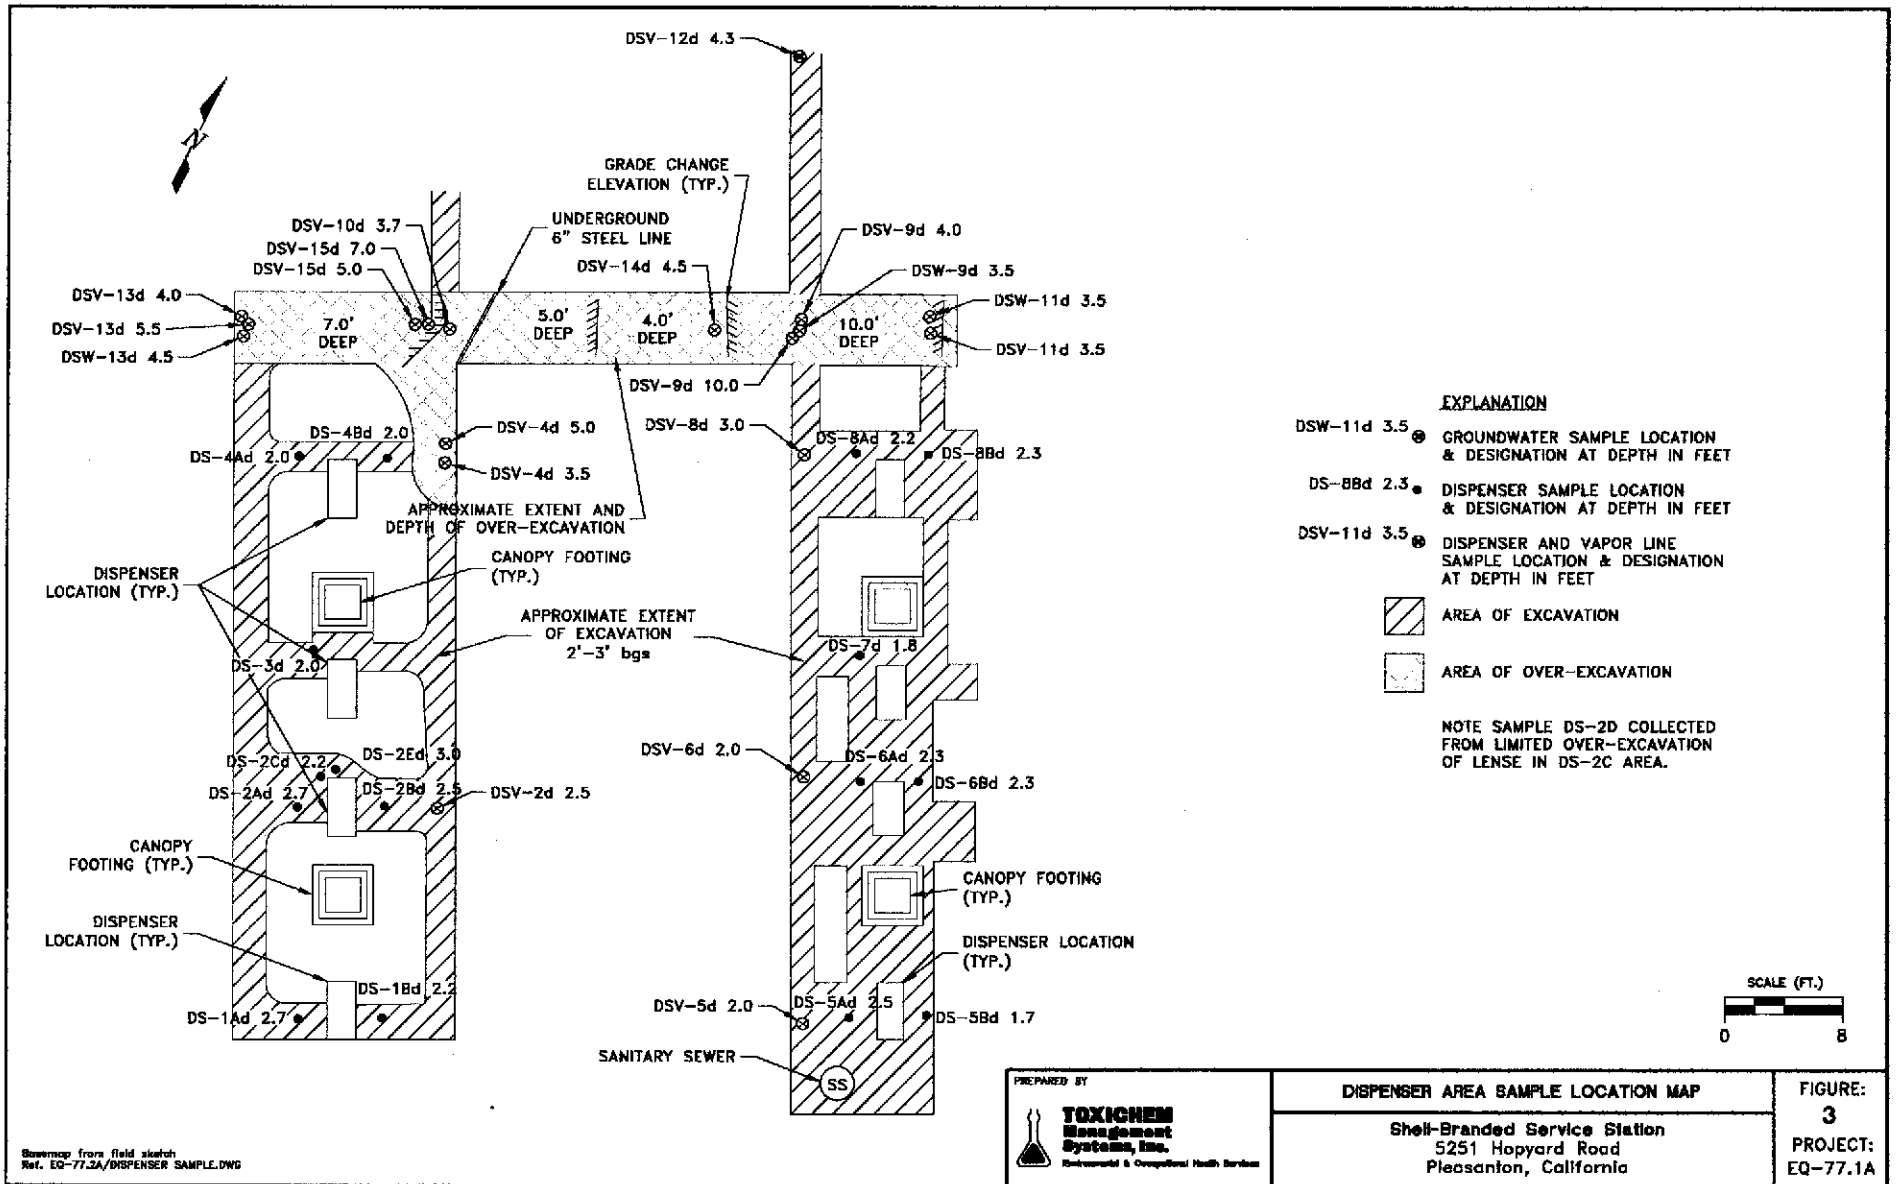 DSV-12d 4.3
N
GRADE CHANGE
ELEVATION (TYP.)
DSV-10d 3.7
DSV-15d 7.0
DSV-15d 5.0
UNDERGROUND
6" STEEL LINE
DSV-14d 4.5
DSV-9d 4.0
DSW-9d 3.5
DSV-13d 4.0
DSV-13d 5.5
DSW-13d 4.5
7.0'
DEEP
5.0'
DEEP
4.0'
DEEP
10.0'
DEEP
DSW-11d 3.5
DSV-11d 3.5
DSV-9d 10.0
DS-4Bd 2.0
DS-4Ad 2.0
DSV-4d 5.0
DSV-4d 3.5
DSV-8d 3.0
DS-8Ad 2.2
DS-8Bd 2.3
APPROXIMATE EXTENT AND
DEPTH OF OVER-EXCAVATION
DISPENSER
LOCATION (TYP.)
CANOPY FOOTING
(TYP.)
APPROXIMATE EXTENT
OF EXCAVATION
2'-3' bgs
DS-3d 2.0
DS-7d 1.8
DS-2Cd 2.2
DS-2Ed 3.0
DS-2Ad 2.7
DS-2Bd 2.5
DSV-2d 2.5
DSV-6d 2.0
DS-6Ad 2.3
DS-6Bd 2.3
CANOPY
FOOTING (TYP.)
CANOPY FOOTING
(TYP.)
DISPENSER
LOCATION (TYP.)
DISPENSER LOCATION
(TYP.)
DS-1Bd 2.2
DS-1Ad 2.7
DSV-5d 2.0
DS-5Ad 2.5
DS-5Bd 1.7
SANITARY SEWER
SS
EXPLANATION
DSW-11d 3.5
GROUNDWATER SAMPLE LOCATION
& DESIGNATION AT DEPTH IN FEET
DS-8Bd 2.3
DISPENSER SAMPLE LOCATION
& DESIGNATION AT DEPTH IN FEET
DSV-11d 3.5
DISPENSER AND VAPOR LINE
SAMPLE LOCATION & DESIGNATION
AT DEPTH IN FEET
AREA OF EXCAVATION
AREA OF OVER-EXCAVATION
NOTE SAMPLE DS-2D COLLECTED
FROM LIMITED OVER-EXCAVATION
OF LENSE IN DS-2C AREA.
SCALE (FT.)
0 8
Basemap from field sketch
Ref. EQ-77.2A/DISPENSER SAMPLE.DWG
PREPARED BY
TOXICHEM
Management
Systems, Inc.
Environmental & Occupational Health Services
DISPENSER AREA SAMPLE LOCATION MAP
Shell-Branded Service Station
5251 Hopyard Road
Pleasanton, California
FIGURE:
3
PROJECT:
EQ-77.1A